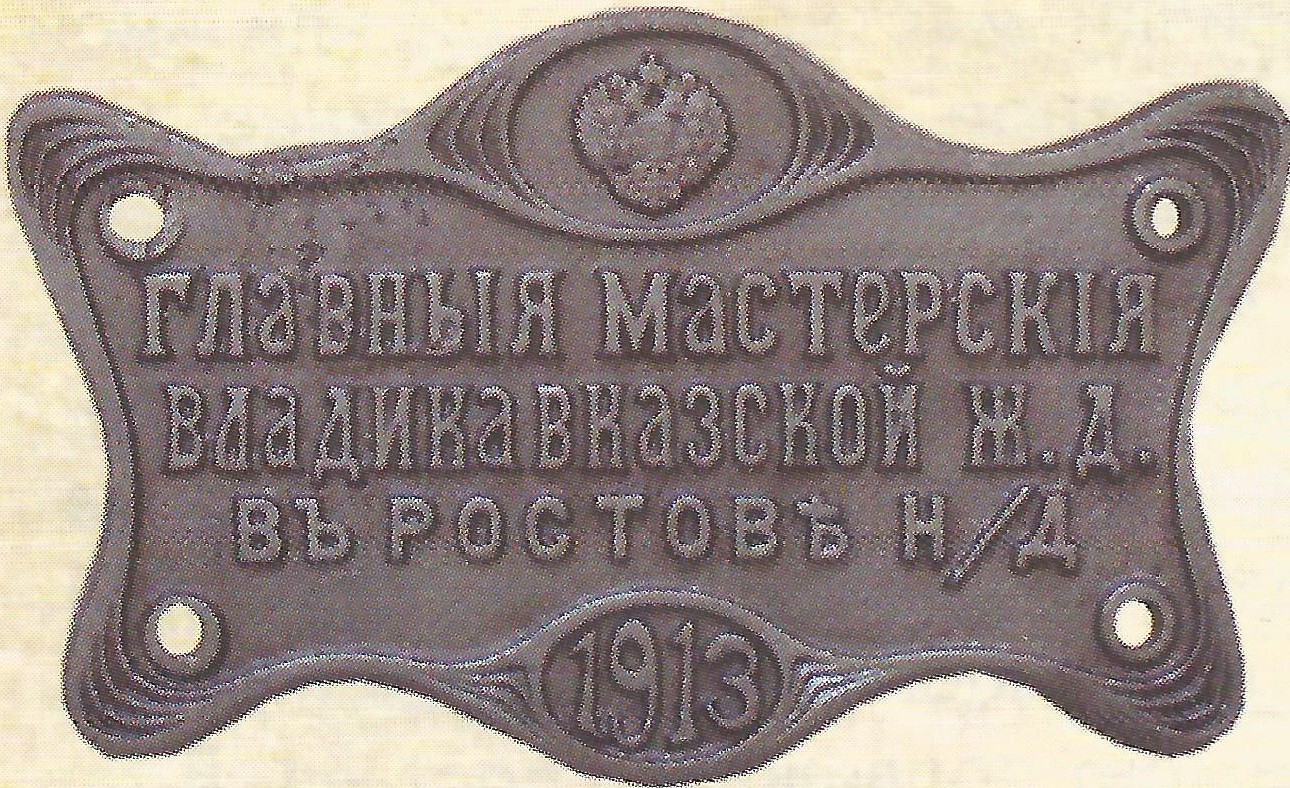 ГЛАВНЫЯ МАСТЕРСКІЯ
ВЛАДИКАВКАЗСКОЙ Ж.Д.
ВЪ РОСТОВѢ Н/Д
1913